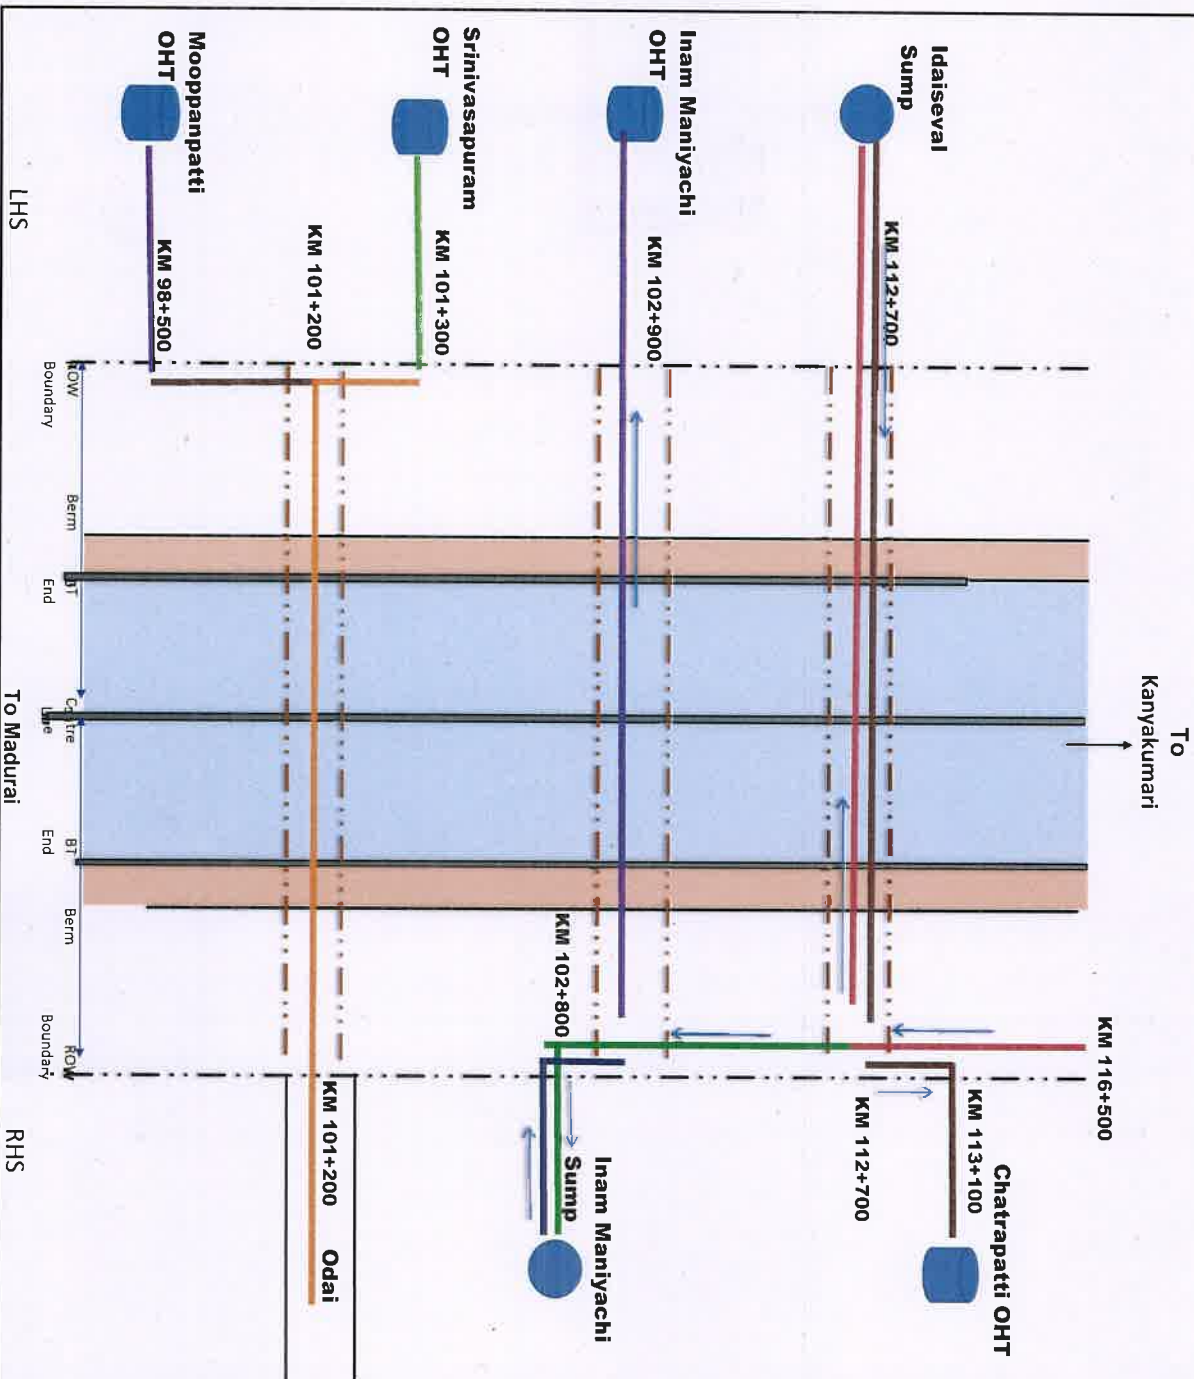 To
Kanyakumari
KM 116+500
Idaiseval
Sump
KM 112+700
Chatrapatti OHT
KM 113+100
KM 112+700
Inam Maniyachi
OHT
KM 102+900
Inam Maniyachi
Sump
KM 102+800
Srinivasapuram
OHT
KM 101+300
KM 101+200
KM 101+200 Odai
Mooppanpatti
OHT
KM 98+500
ROW
Boundary
Berm
BT
End
Centre
Line
BT
End
Berm
ROW
Boundary
LHS
To Madurai
RHS